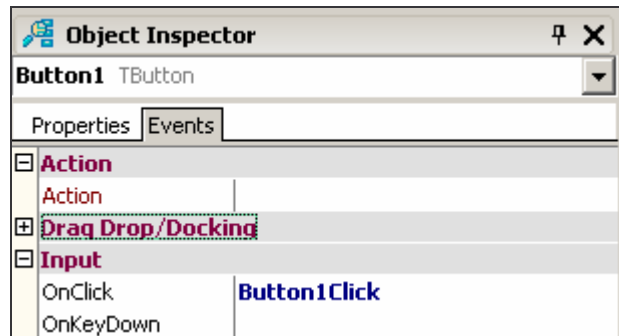 Object Inspector
Button1 TButton
Properties Events
Action
Action
Drag Drop/Docking
Input
OnClick Button1Click
OnKeyDown